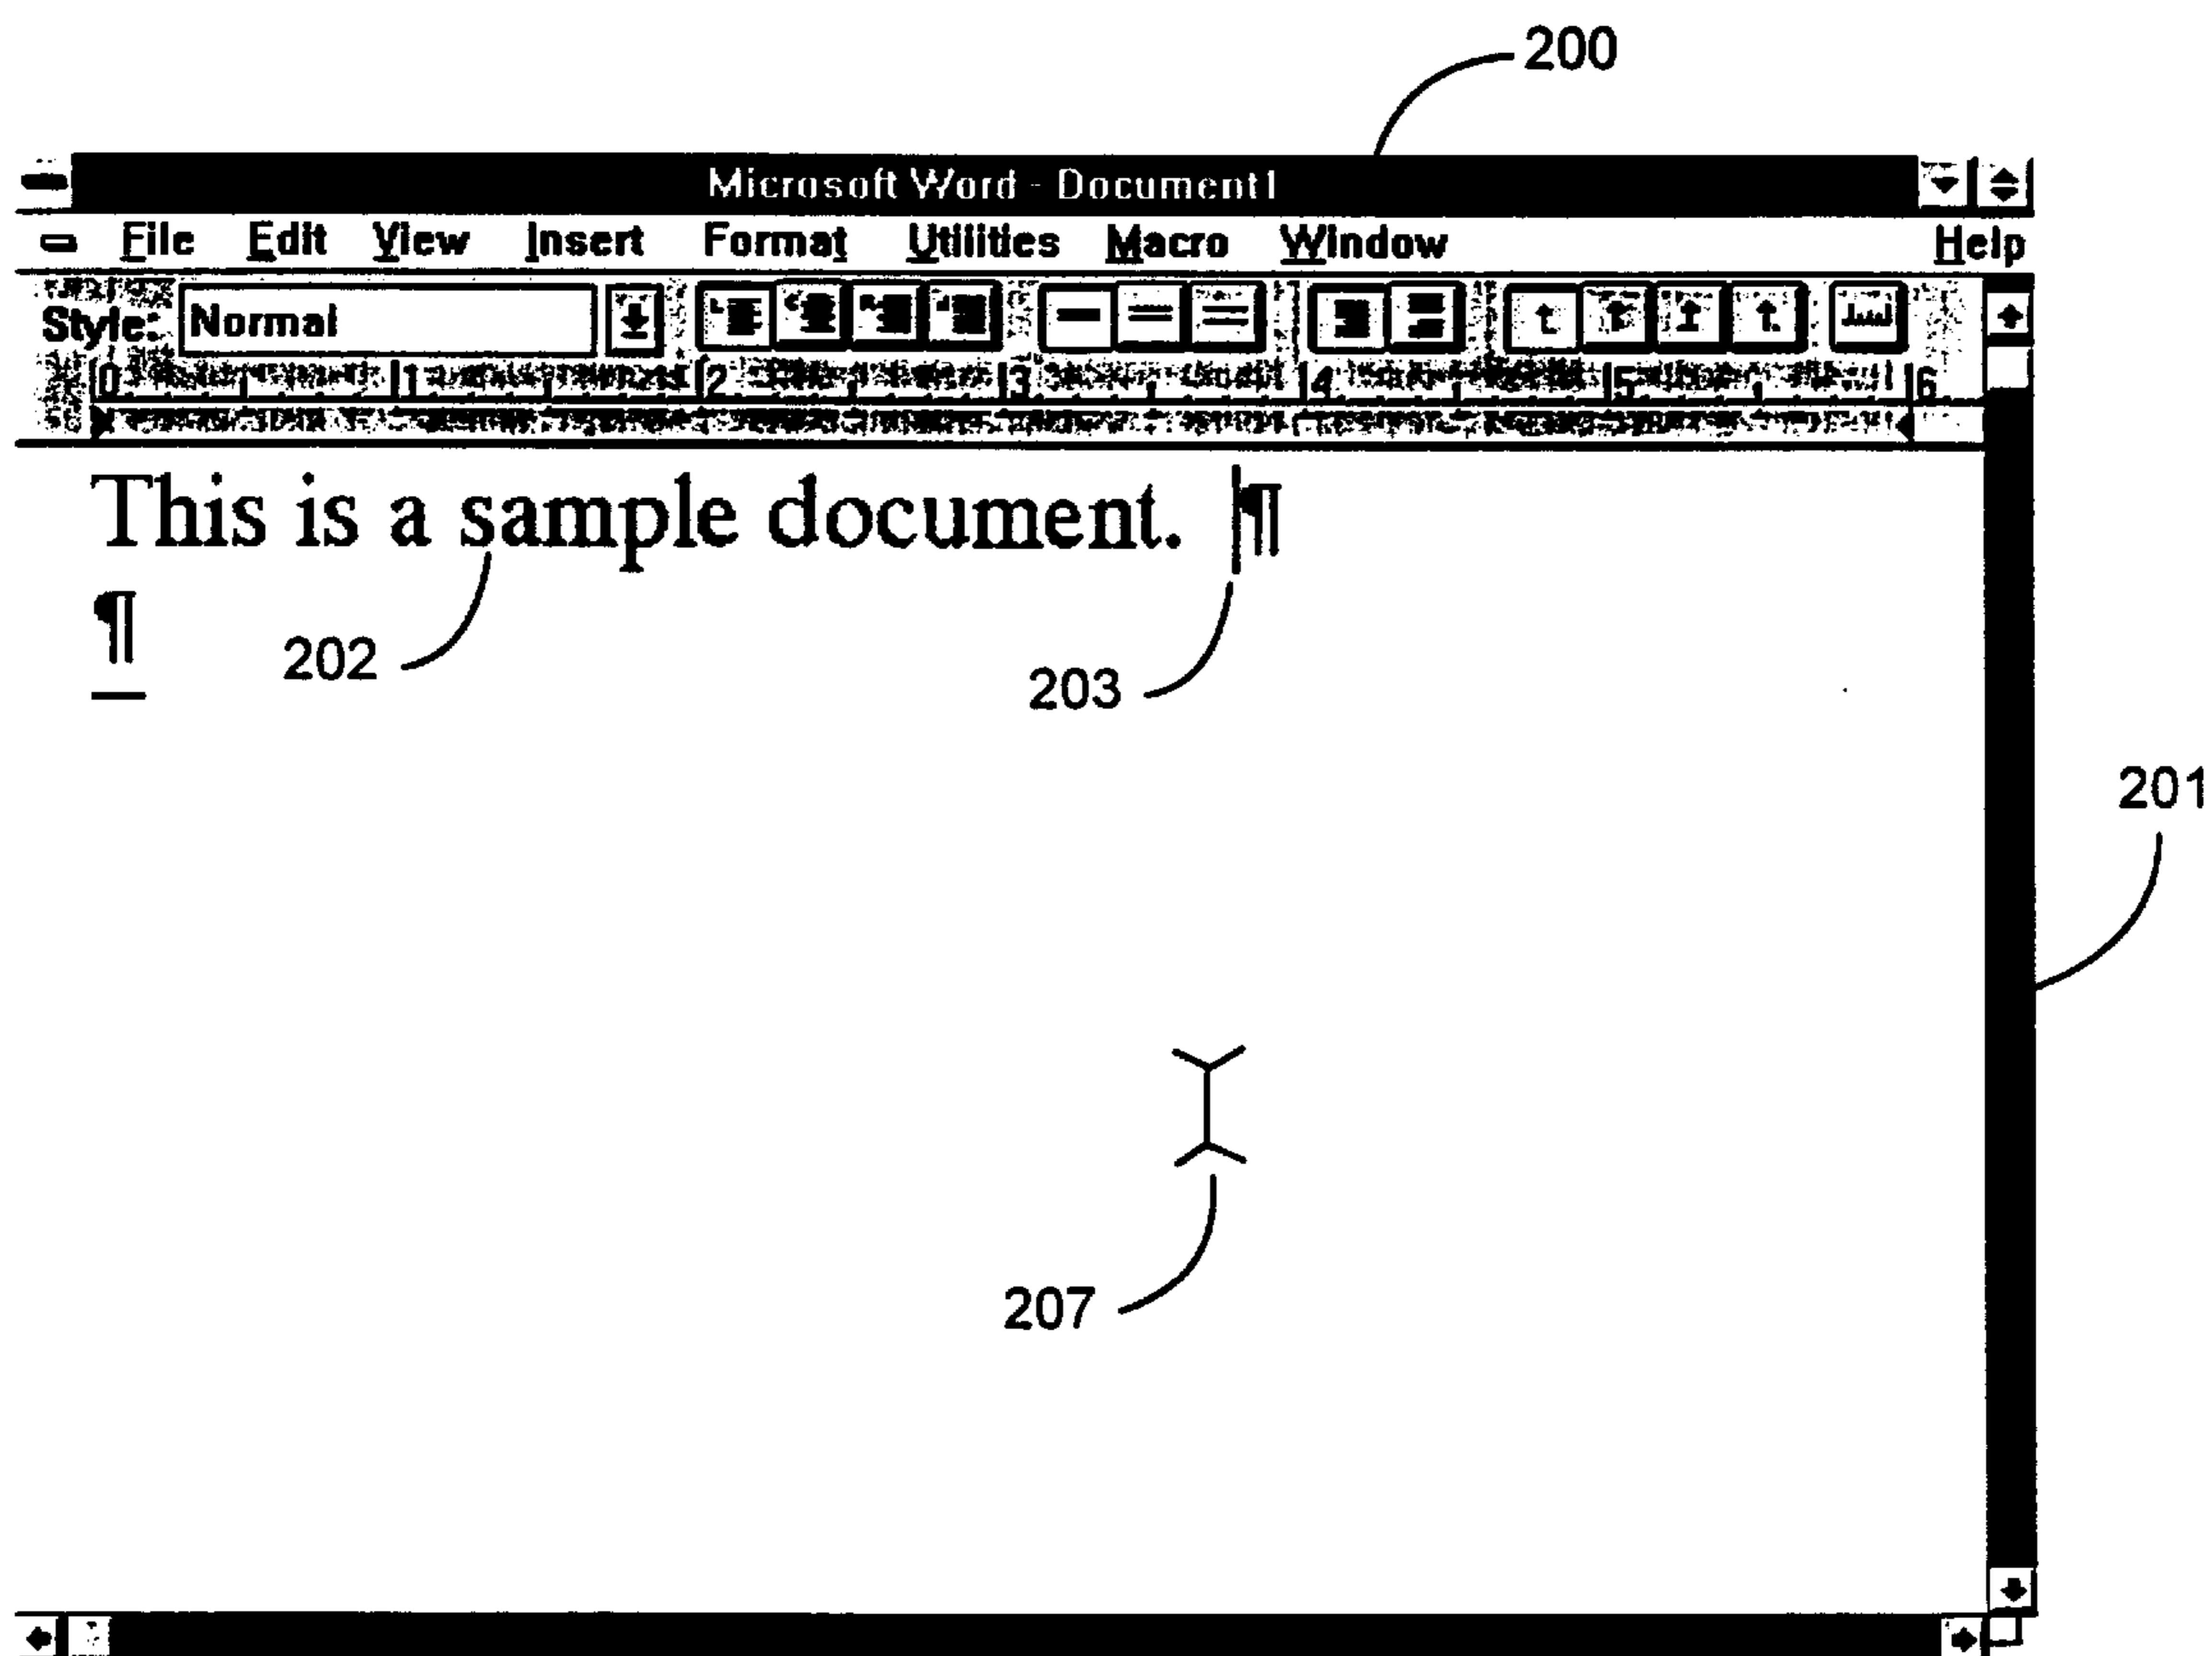 200
Microsoft Word - Document1
File Edit View Insert Format Utilities Macro Window Help
Style: Normal
0 1 2 3 4 5 6
This is a sample document. ¶
¶
202
203
201
207